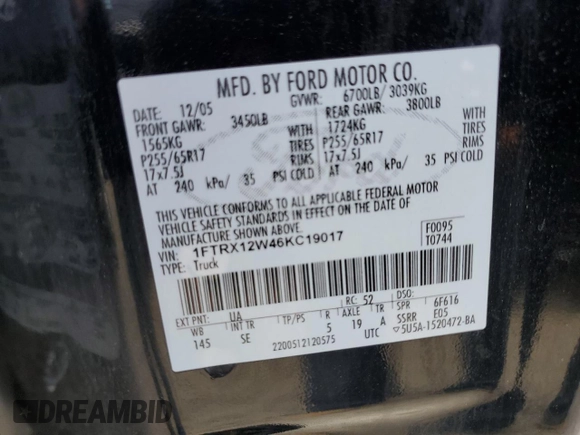 MFD. BY FORD MOTOR CO.
DATE: 12/05 GVWR: 6700LB/ 3039KG
FRONT GAWR: 3450LB REAR GAWR: 3800LB
1565KG WITH 1724KG WITH
P255/65R17 TIRES P255/65R17 TIRES
17x7.5J RIMS 17x7.5J RIMS
AT 240 kPa/ 35 PSI COLD AT 240 kPa/ 35 PSI COLD
THIS VEHICLE CONFORMS TO ALL APPLICABLE FEDERAL MOTOR
VEHICLE SAFETY STANDARDS IN EFFECT ON THE DATE OF
MANUFACTURE SHOWN ABOVE.
VIN: 1FTRX12W46KC19017 F0095
TYPE: Truck T0744
EXT PNT: UA RC: 52 DSO:
WB INT TR TP/PS R AXLE TR SPR 6F616
145 SE 5 19 A SSRR E05
2200512120575 UTC ▽5U5A-1520472-BA
DREAMBID